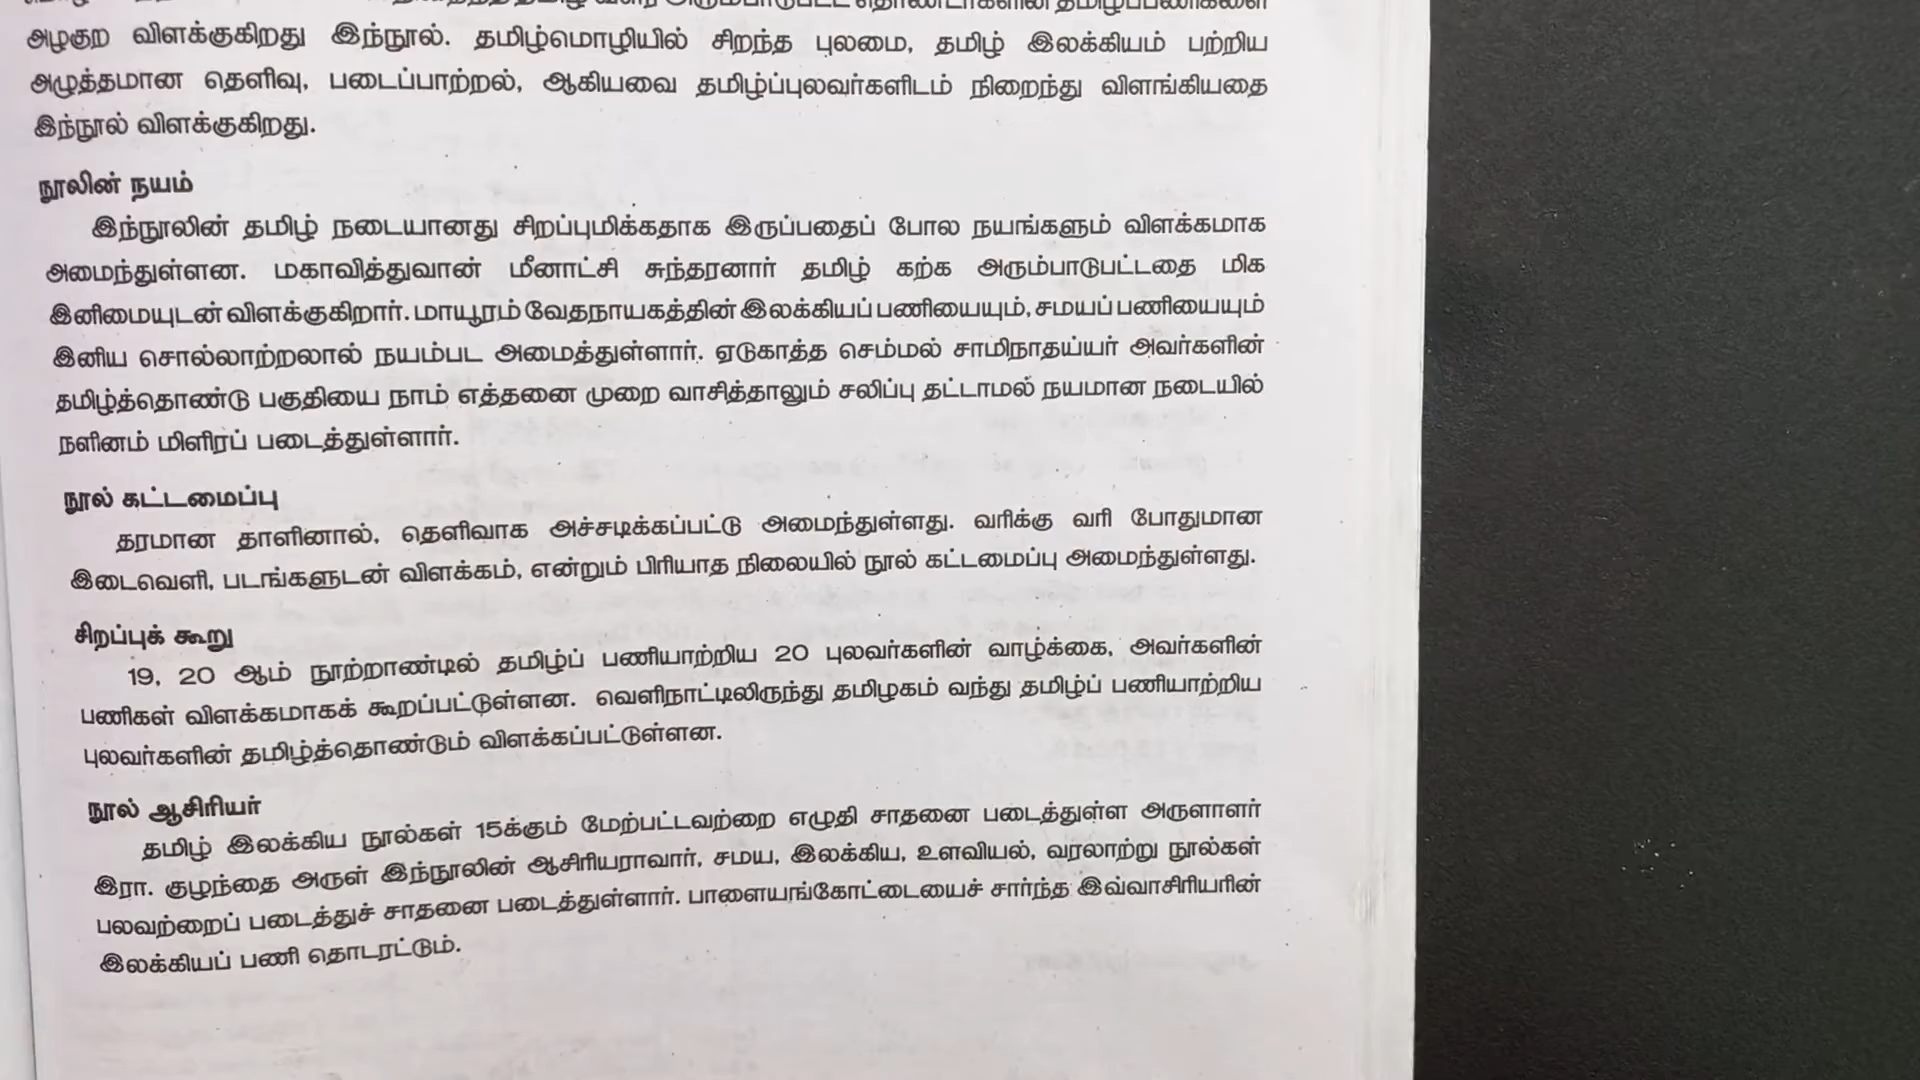 வளர அரும்பாடுபட்ட தொண்டர்களின் தமிழ்ப்பணிகளை
அழகுற விளக்குகிறது இந்நூல். தமிழ்மொழியில் சிறந்த புலமை, தமிழ் இலக்கியம் பற்றிய
அழுத்தமான தெளிவு, படைப்பாற்றல், ஆகியவை தமிழ்ப்புலவர்களிடம் நிறைந்து விளங்கியதை
இந்நூல் விளக்குகிறது.
நூலின் நயம்
இந்நூலின் தமிழ் நடையானது சிறப்புமிக்கதாக இருப்பதைப் போல நயங்களும் விளக்கமாக
அமைந்துள்ளன. மகாவித்துவான் மீனாட்சி சுந்தரனார் தமிழ் கற்க அரும்பாடுபட்டதை மிக
இனிமையுடன் விளக்குகிறார். மாயூரம் வேதநாயகத்தின் இலக்கியப் பணியையும், சமயப் பணியையும்
இனிய சொல்லாற்றலால் நயம்பட அமைத்துள்ளார். ஏடுகாத்த செம்மல் சாமிநாதய்யர் அவர்களின்
தமிழ்த்தொண்டு பகுதியை நாம் எத்தனை முறை வாசித்தாலும் சலிப்பு தட்டாமல் நயமான நடையில்
நளினம் மிளிரப் படைத்துள்ளார்.
நூல் கட்டமைப்பு
தரமான தாளினால், தெளிவாக அச்சடிக்கப்பட்டு அமைந்துள்ளது. வரிக்கு வரி போதுமான
இடைவெளி, படங்களுடன் விளக்கம், என்றும் பிரியாத நிலையில் நூல் கட்டமைப்பு அமைந்துள்ளது.
சிறப்புக் கூறு
19, 20 ஆம் நூற்றாண்டில் தமிழ்ப் பணியாற்றிய 20 புலவர்களின் வாழ்க்கை, அவர்களின்
பணிகள் விளக்கமாகக் கூறப்பட்டுள்ளன. வெளிநாட்டிலிருந்து தமிழகம் வந்து தமிழ்ப் பணியாற்றிய
புலவர்களின் தமிழ்த்தொண்டும் விளக்கப்பட்டுள்ளன.
நூல் ஆசிரியர்
தமிழ் இலக்கிய நூல்கள் 15க்கும் மேற்பட்டவற்றை எழுதி சாதனை படைத்துள்ள அருளாளர்
இரா. குழந்தை அருள் இந்நூலின் ஆசிரியராவார், சமய, இலக்கிய, உளவியல், வரலாற்று நூல்கள்
பலவற்றைப் படைத்துச் சாதனை படைத்துள்ளார். பாளையங்கோட்டையைச் சார்ந்த இவ்வாசிரியரின்
இலக்கியப் பணி தொடரட்டும்.